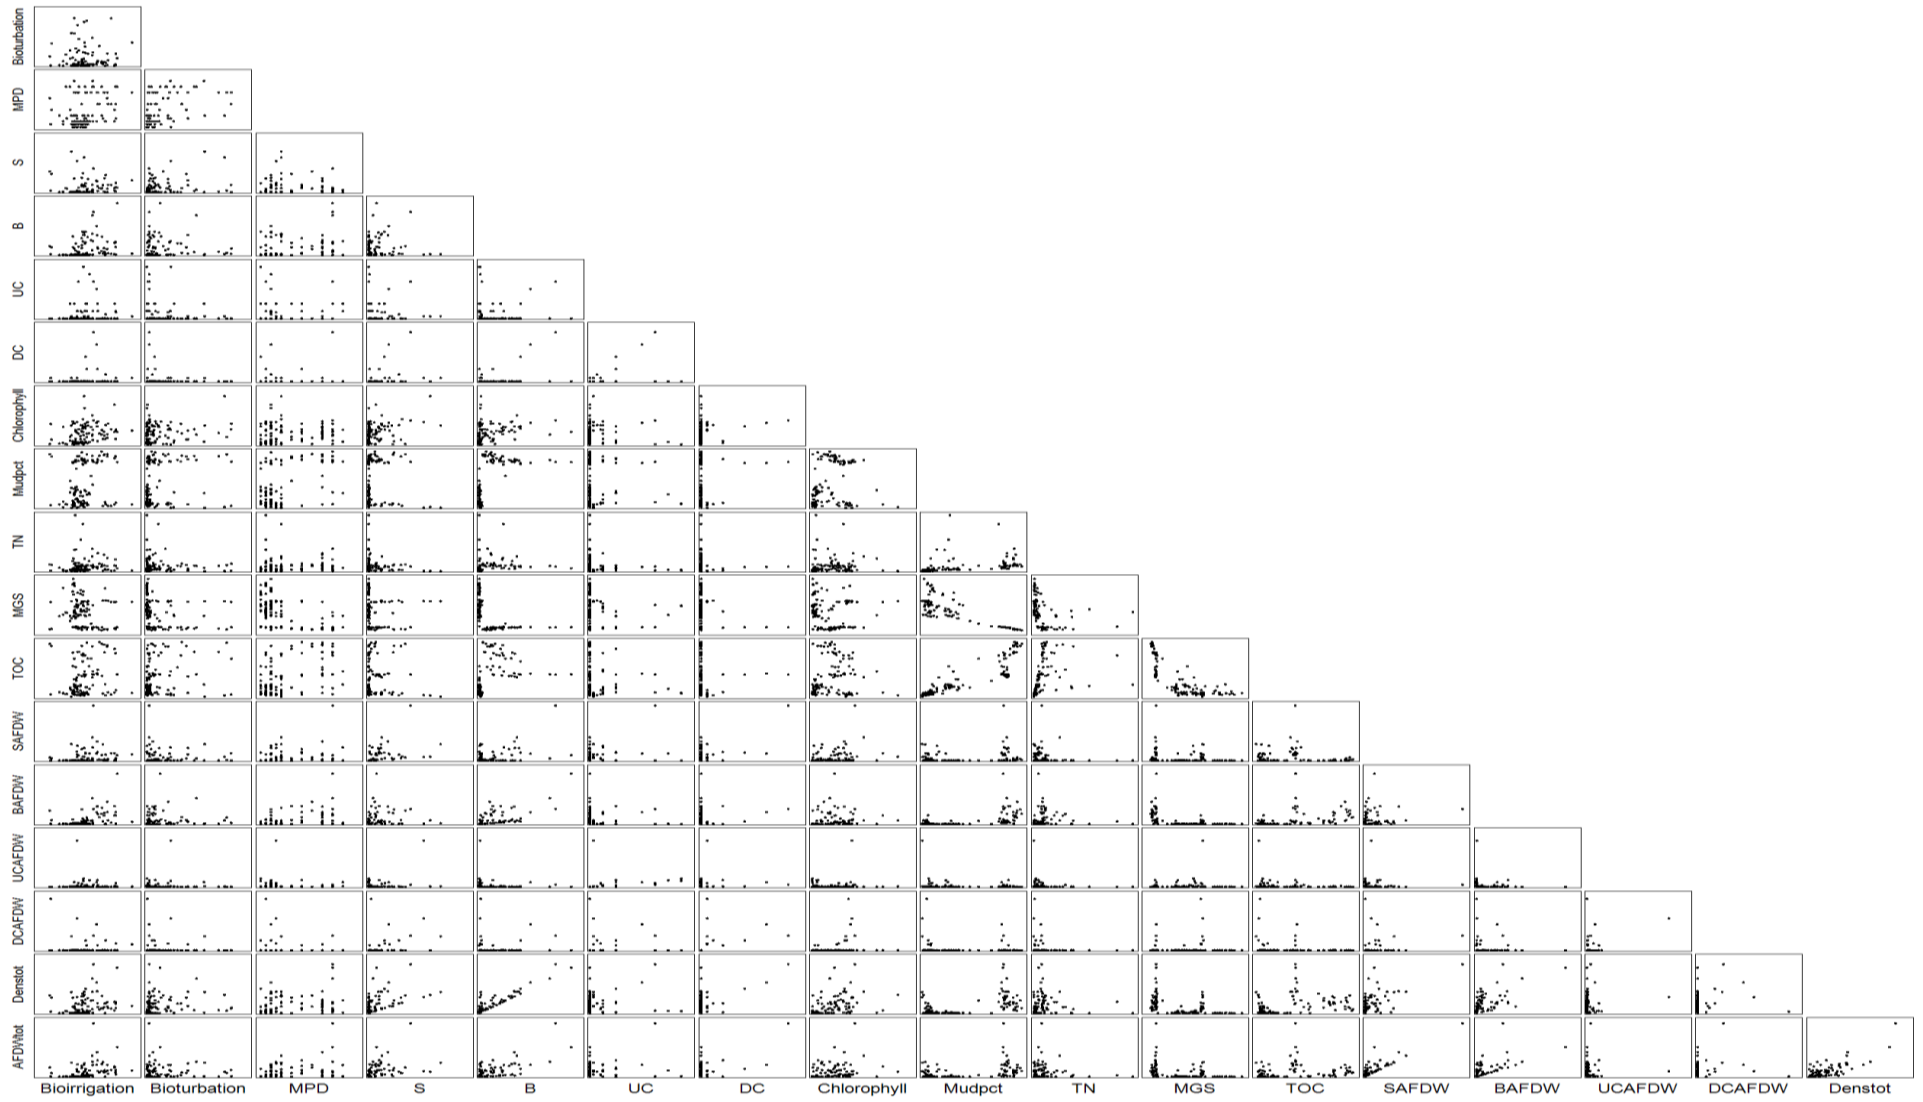 Bioturbation
MPD
S
B
UC
DC
Chlorophyll
Mudpct
TN
MGS
TOC
SAFDW
BAFDW
UCAFDW
DCAFDW
Denstot
AFDWtot
Bioirrigation Bioturbation MPD S B UC DC Chlorophyll Mudpct TN MGS TOC SAFDW BAFDW UCAFDW DCAFDW Denstot